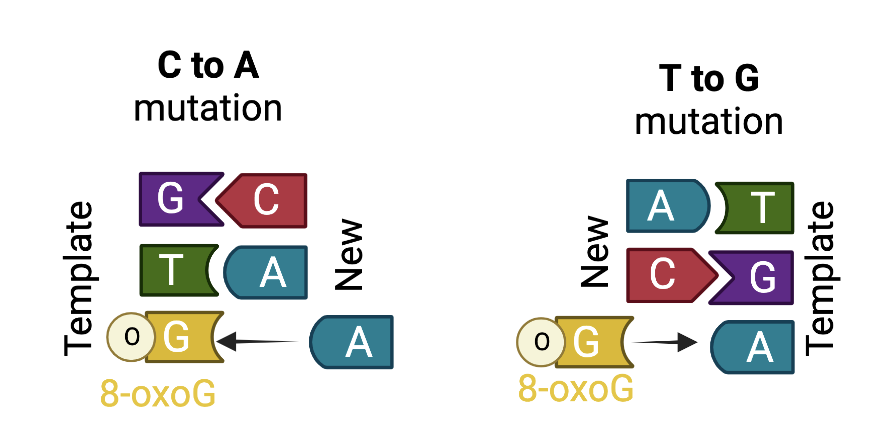 C to A
mutation
Template
G C
T A
O G A
New
8-oxoG
T to G
mutation
New
A T
C G
O G A
Template
8-oxoG